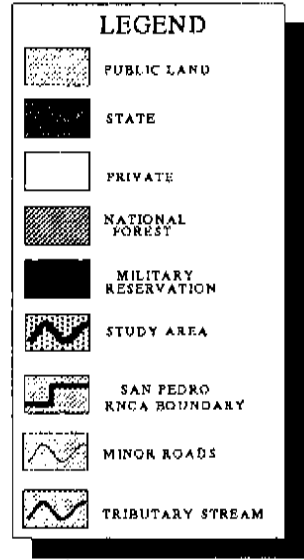 LEGEND
PUBLIC LAND
STATE
PRIVATE
NATIONAL
FOREST
MILITARY
RESERVATION
STUDY AREA
SAN PEDRO
RNCA BOUNDARY
MINOR ROADS
TRIBUTARY STREAM